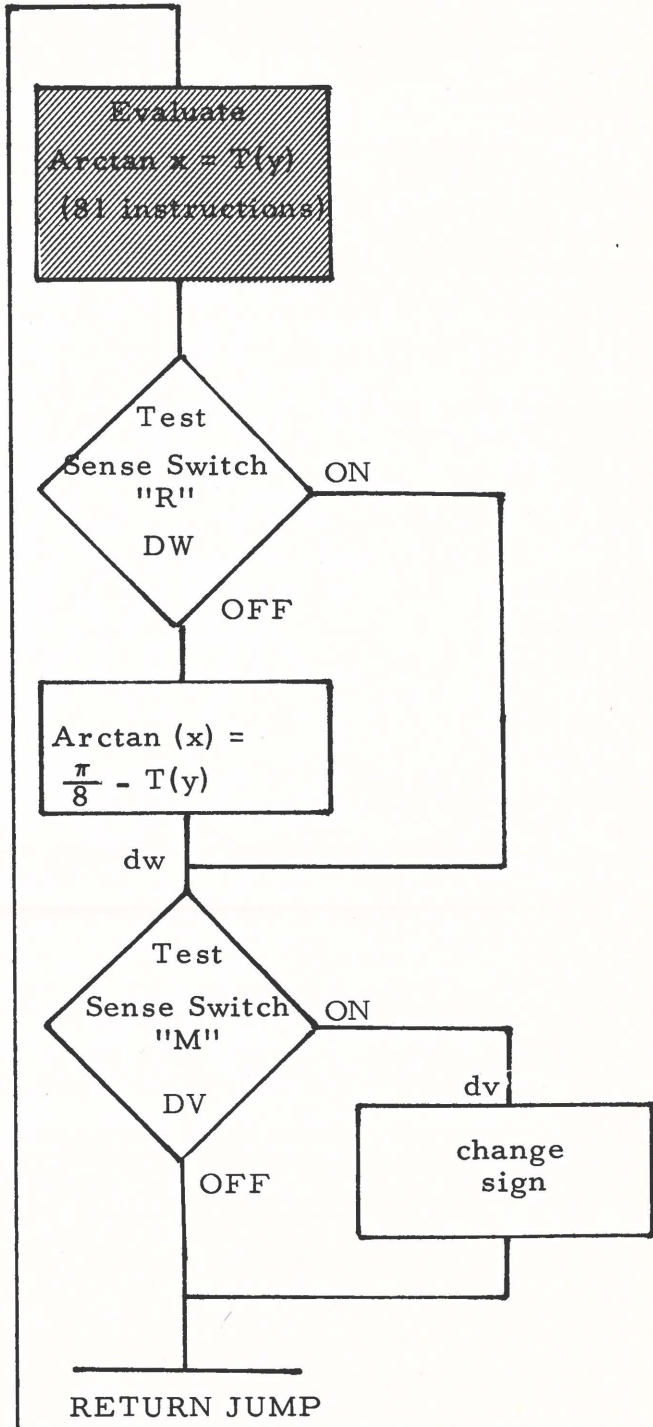 Evaluate
Arctan x = T(y)
(81 instructions)
Test
Sense Switch
"R"
DW
ON
OFF
Arctan (x) =
π/8 - T(y)
dw
Test
Sense Switch
"M"
DV
ON
dv
change
sign
OFF
RETURN JUMP